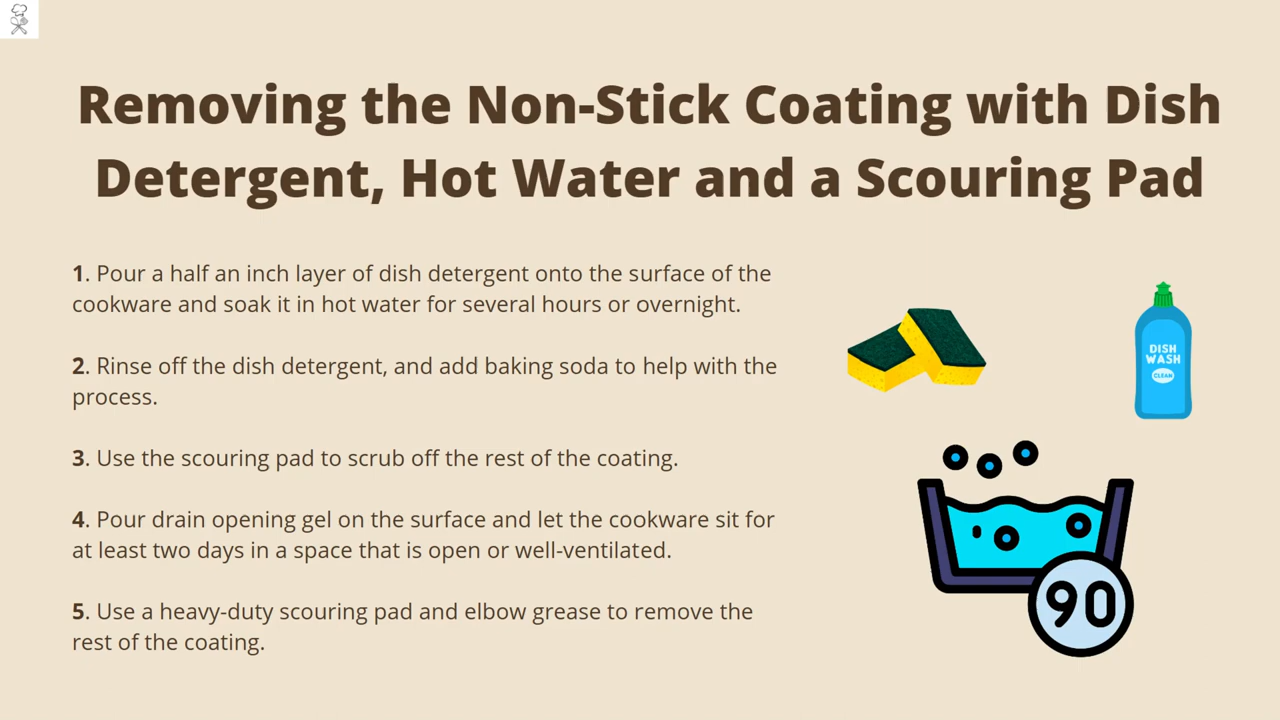 Removing the Non-Stick Coating with Dish
Detergent, Hot Water and a Scouring Pad
1. Pour a half an inch layer of dish detergent onto the surface of the
cookware and soak it in hot water for several hours or overnight.
2. Rinse off the dish detergent, and add baking soda to help with the
process.
3. Use the scouring pad to scrub off the rest of the coating.
4. Pour drain opening gel on the surface and let the cookware sit for
at least two days in a space that is open or well-ventilated.
5. Use a heavy-duty scouring pad and elbow grease to remove the
rest of the coating.
DISH
WASH
CLEAN
90